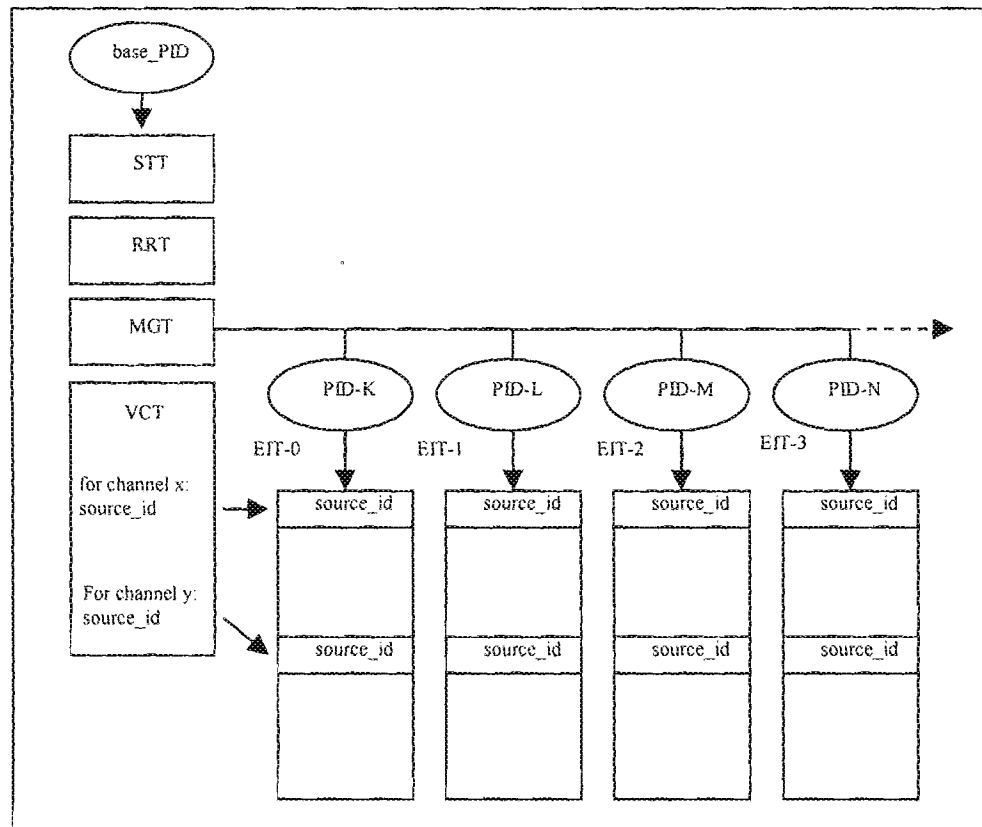 base_PID
STT
RRT
MGT
PID-K
PID-L
PID-M
PID-N
VCT
EIT-0
EIT-1
EIT-2
EIT-3
for channel x:
source_id
source_id
source_id
source_id
source_id
For channel y:
source_id
source_id
source_id
source_id
source_id